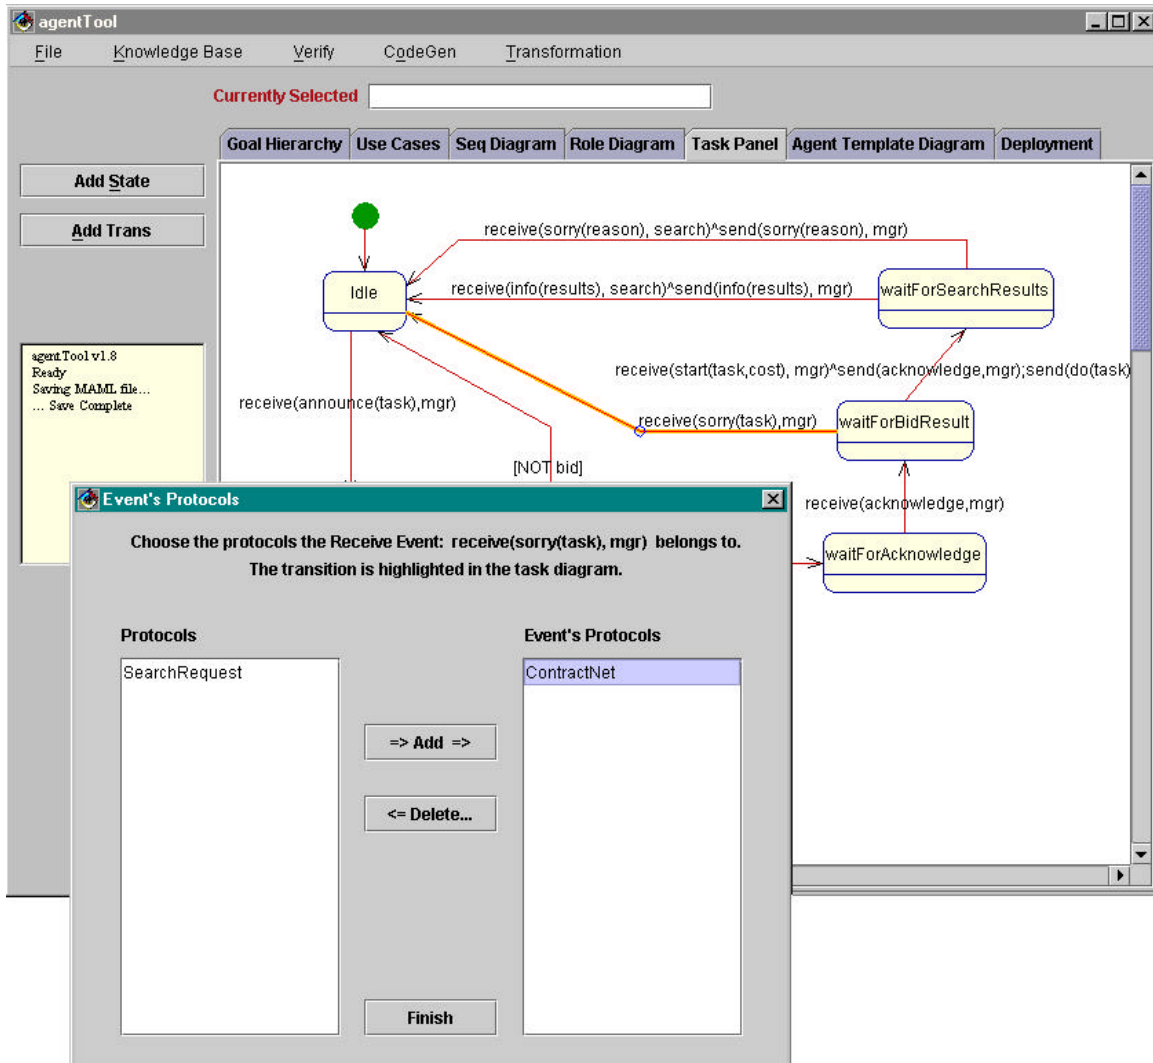 agentTool
File Knowledge Base Verify CodeGen Transformation
Currently Selected
Goal Hierarchy Use Cases Seq Diagram Role Diagram Task Panel Agent Template Diagram Deployment
Add State
Add Trans
receive(sorry(reason), search)^send(sorry(reason), mgr)
Idle
receive(info(results), search)^send(info(results), mgr)
waitForSearchResults
agentTool v1.8
Ready
Saving MAML file...
... Save Complete
receive(start(task,cost), mgr)^send(acknowledge,mgr);send(do(task)
receive(announce(task),mgr)
receive(sorry(task),mgr)
waitForBidResult
[NOT bid]
receive(acknowledge,mgr)
waitForAcknowledge
Event's Protocols
Choose the protocols the Receive Event: receive(sorry(task), mgr) belongs to.
The transition is highlighted in the task diagram.
Protocols Event's Protocols
SearchRequest ContractNet
=> Add =>
<= Delete...
Finish